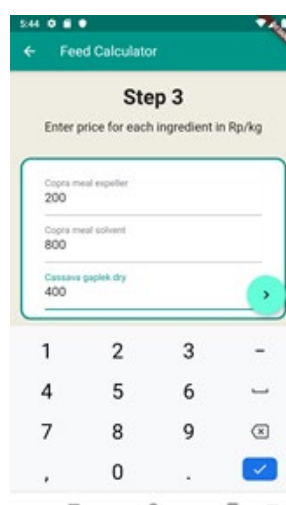 5:44
Feed Calculator
Step 3
Enter price for each ingredient in Rp/kg
Copra meal expeller
200
Copra meal solvent
800
Cassava gaplek dry
400
1 2 3 -
4 5 6
7 8 9
, 0 .